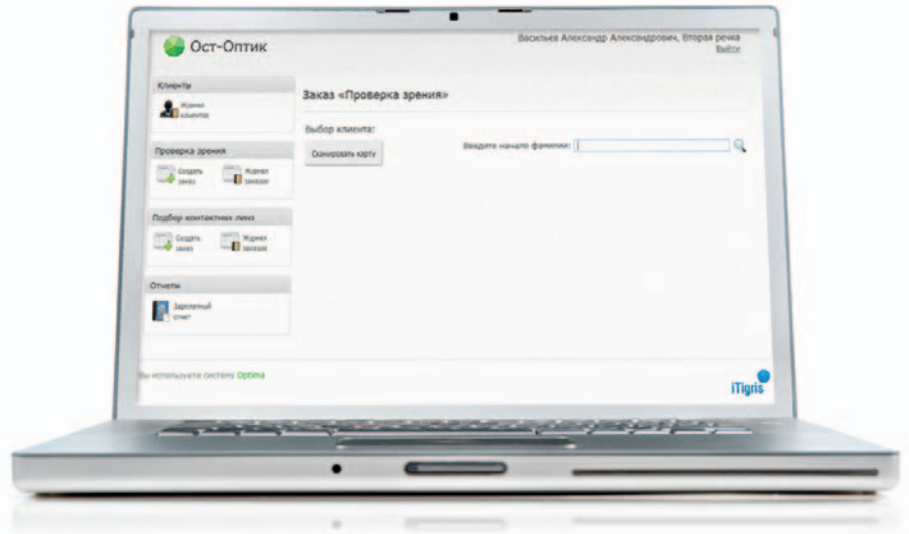 Ост-Оптик
Васильев Александр Александрович, Вторая речка
Выйти
Клиенты
Журнал
клиентов
Проверка зрения
Создать
заказ
Журнал
заказов
Подбор контактных линз
Создать
заказ
Журнал
заказов
Отчеты
Зарплатный
отчет
Заказ «Проверка зрения»
Выбор клиента:
Сканировать карту
Введите начало фамилии:
Вы используете систему Optima
iTigris